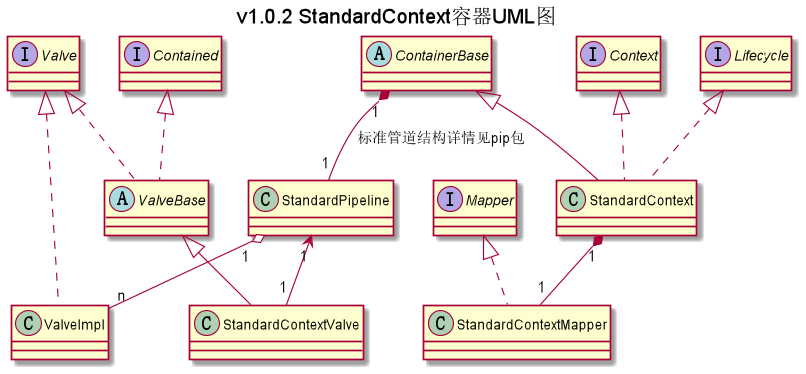 v1.0.2 StandardContext容器UML图
I Valve
I Contained
A ContainerBase
I Context
I Lifecycle
1
标准管道结构详情见pip包
1
A ValveBase
C StandardPipeline
I Mapper
C StandardContext
1
1
1
n
1
1
C ValveImpl
C StandardContextValve
C StandardContextMapper